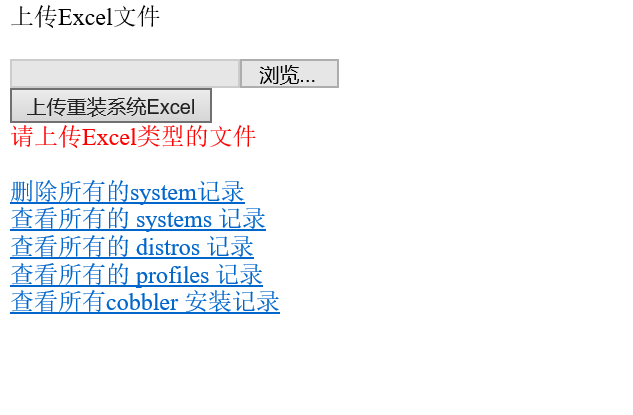 上传Excel文件
浏览...
上传重装系统Excel
请上传Excel类型的文件
删除所有的system记录
查看所有的 systems 记录
查看所有的 distros 记录
查看所有的 profiles 记录
查看所有cobbler 安装记录